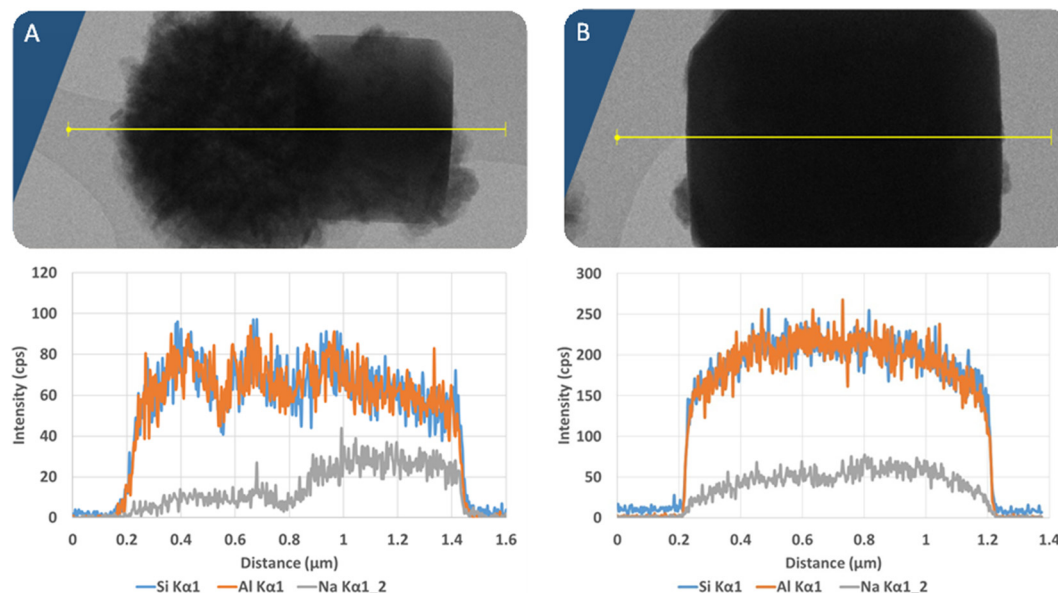 A
B
120
100
80
60
40
20
0
Intensity (cps)
0 0.2 0.4 0.6 0.8 1 1.2 1.4 1.6
Distance (μm)
Si Kα1 Al Kα1 Na Kα1_2
300
250
200
150
100
50
0
Intensity (cps)
0 0.2 0.4 0.6 0.8 1 1.2 1.4
Distance (μm)
Si Kα1 Al Kα1 Na Kα1_2